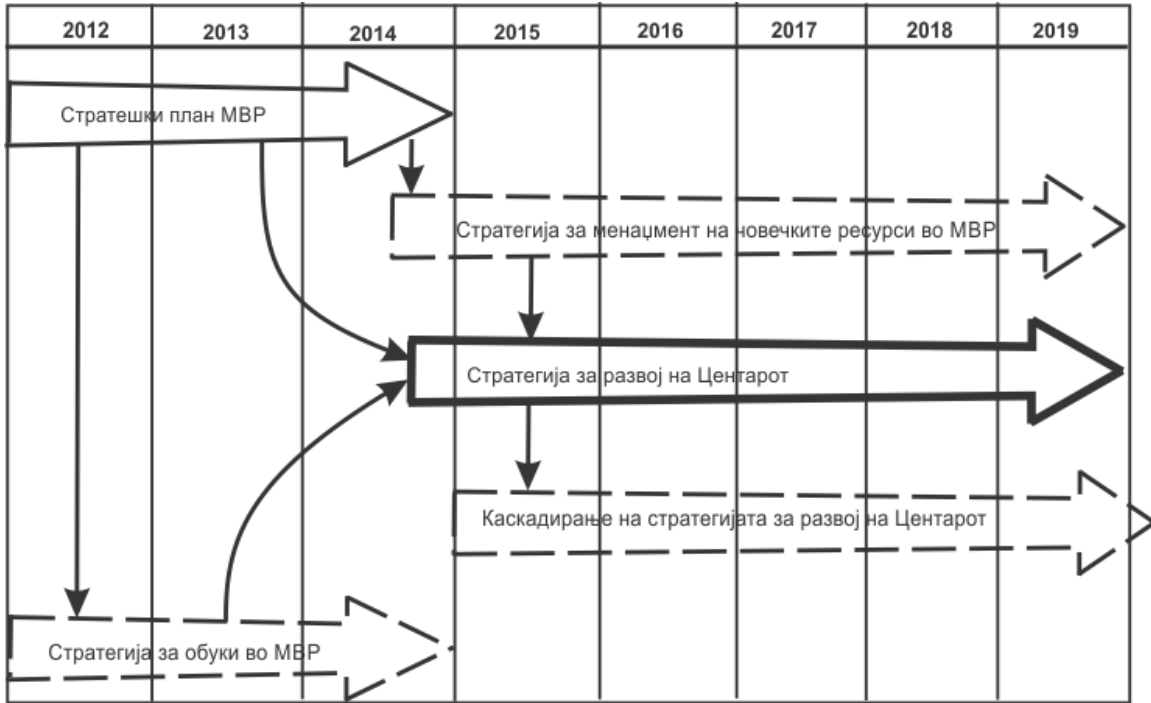 2012 2013 2014 2015 2016 2017 2018 2019
Стратешки план МВР
Стратегија за менаџмент на човечките ресурси во МВР
Стратегија за развој на Центарот
Каскадирање на стратегијата за развој на Центарот
Стратегија за обуки во МВР